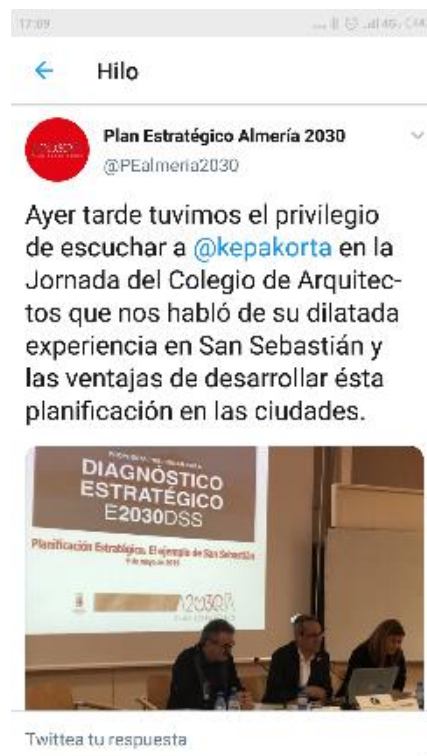 17:09
Hilo
Plan Estratégico Almería 2030
@PEalmeria2030
Ayer tarde tuvimos el privilegio
de escuchar a @kepakorta en la
Jornada del Colegio de Arquitec-
tos que nos habló de su dilatada
experiencia en San Sebastián y
las ventajas de desarrollar ésta
planificación en las ciudades.
DIAGNÓSTICO
ESTRATÉGICO
E2030DSS
Planificación Estratégica. El ejemplo de San Sebastián
Twittea tu respuesta